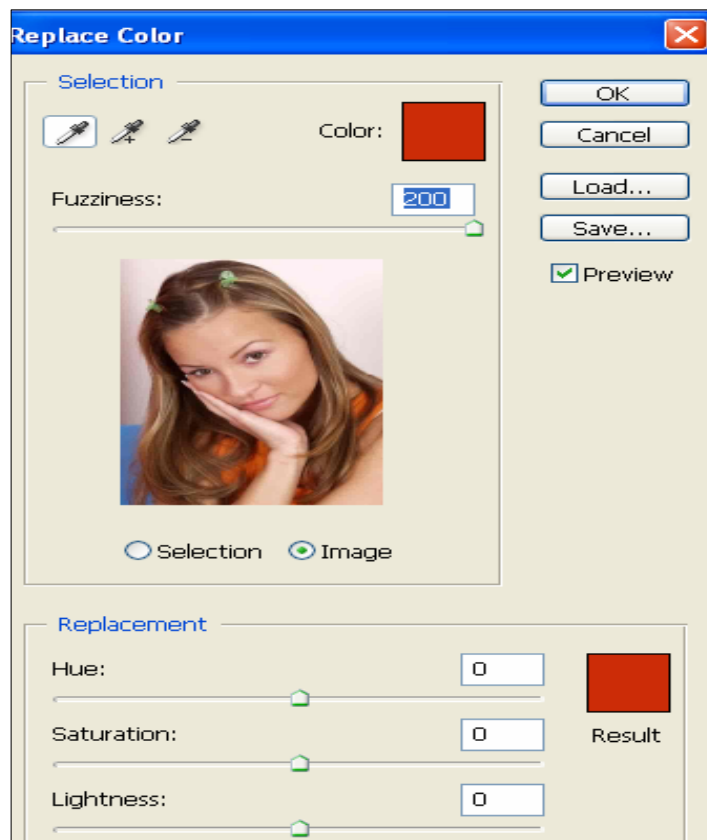 Replace Color
Selection
OK
Color:
Cancel
Fuzziness:
200
Load...
Save...
Preview
Selection
Image
Replacement
Hue:
0
Saturation:
0
Result
Lightness:
0